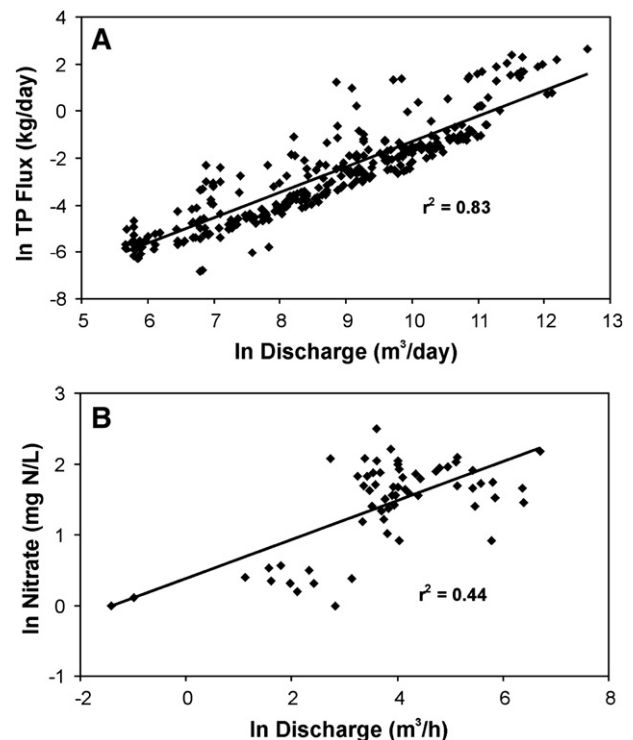 A
4
2
0
-2
-4
-6
-8
ln TP Flux (kg/day)
r² = 0.83
5 6 7 8 9 10 11 12 13
ln Discharge (m³/day)
B
3
2
1
0
-1
ln Nitrate (mg N/L)
r² = 0.44
-2 0 2 4 6 8
ln Discharge (m³/h)